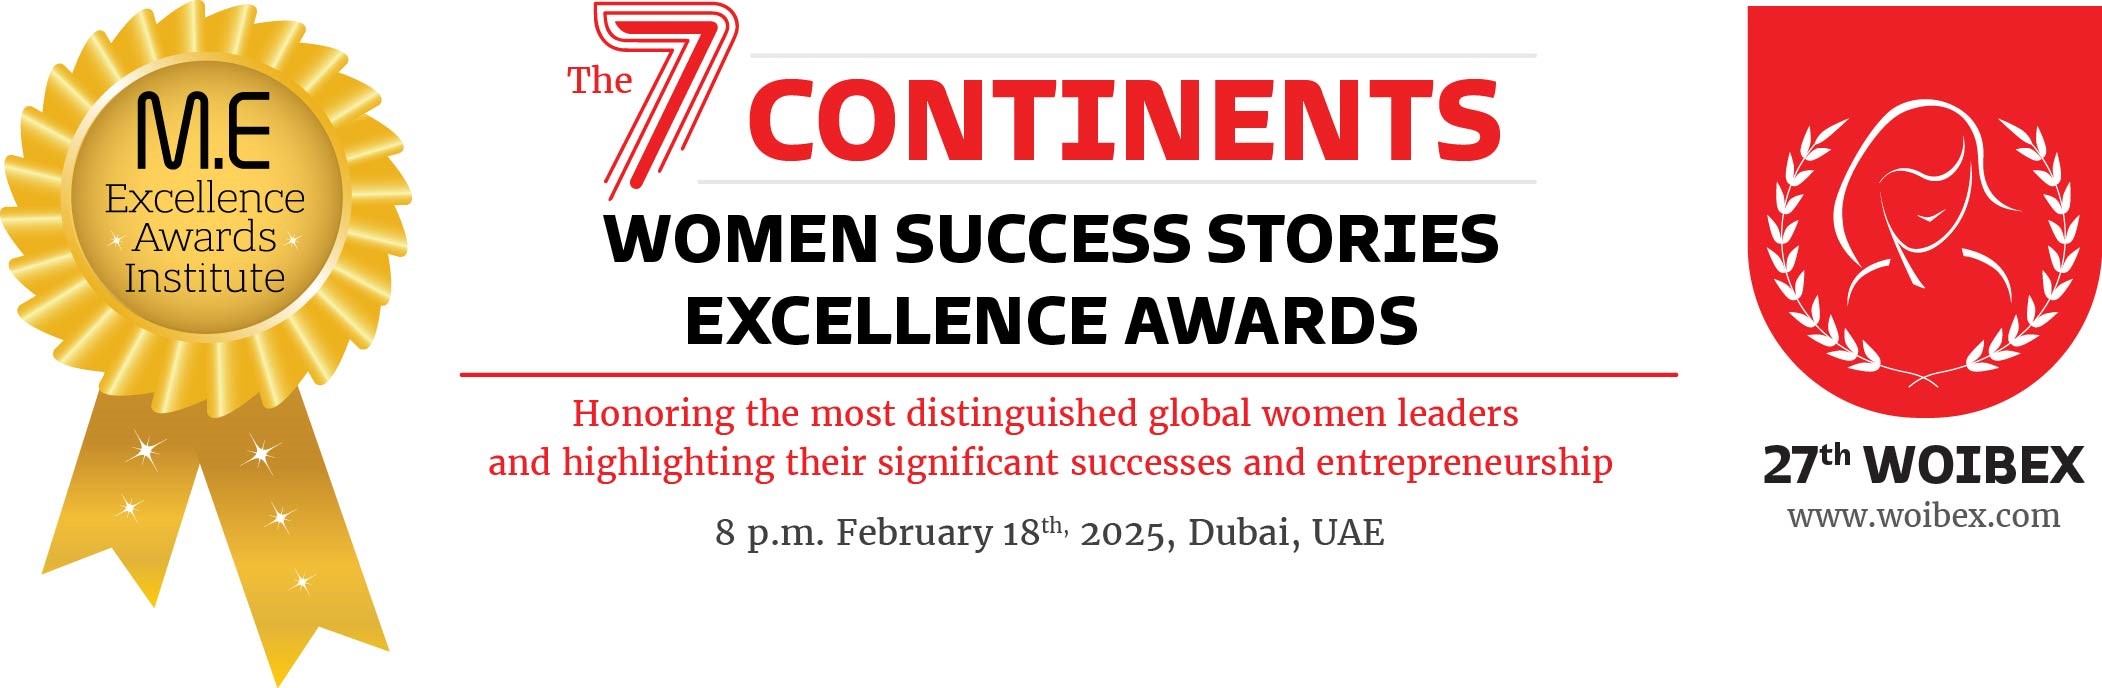 M.E
Excellence
Awards
Institute
The 7 CONTINENTS
WOMEN SUCCESS STORIES
EXCELLENCE AWARDS
Honoring the most distinguished global women leaders
and highlighting their significant successes and entrepreneurship
8 p.m. February 18th, 2025, Dubai, UAE
27th WOIBEX
www.woibex.com